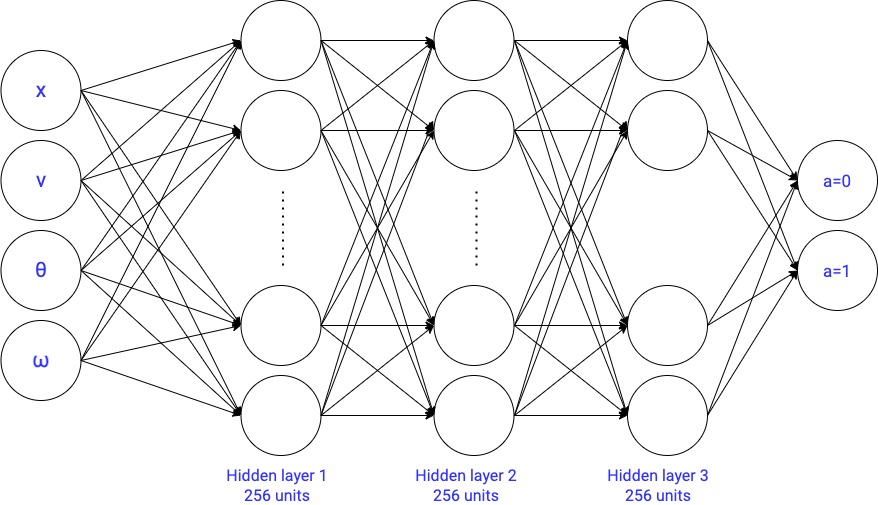 x
v
θ
ω
a=0
a=1
Hidden layer 1
256 units
Hidden layer 2
256 units
Hidden layer 3
256 units